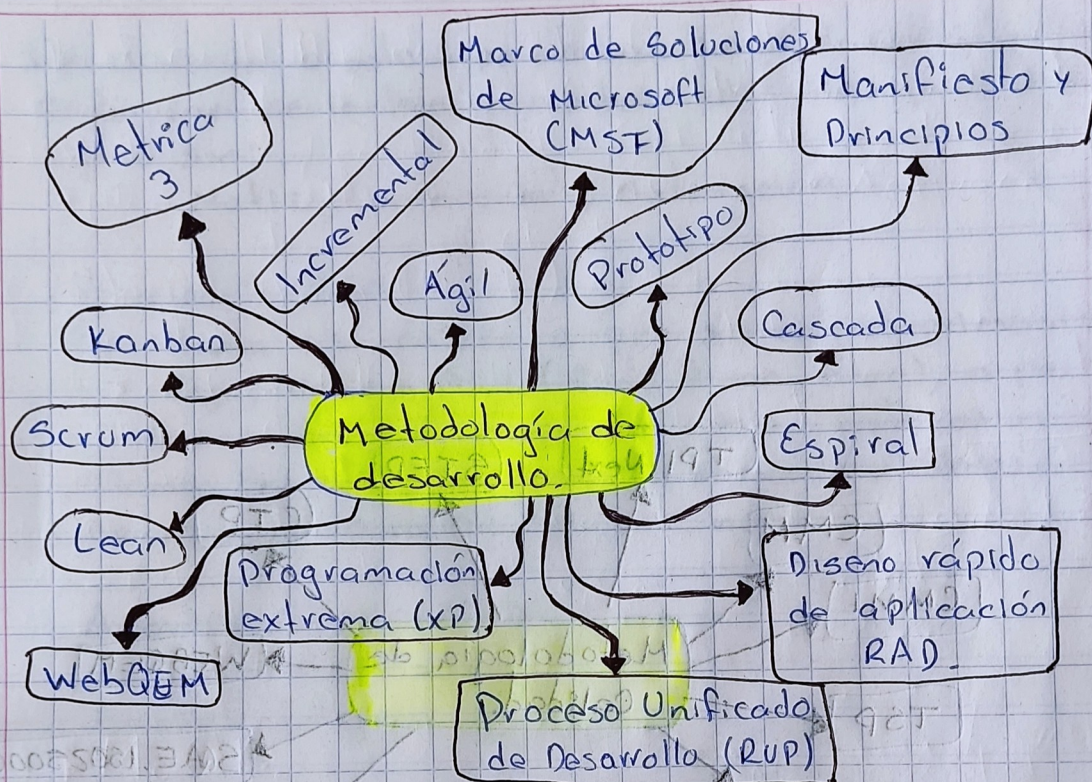 Marco de Soluciones
de Microsoft
(MSF)
Manifiesto y
Principios
Metrica
3
Incremental
Ágil
Prototipo
Kanban
Cascada
Scrum
Metodología de
desarrollo.
Espiral
Lean
Programación
extrema (XP)
Diseno rápido
de aplicación
RAD
WebQEM
Proceso Unificado
de Desarrollo (RUP)